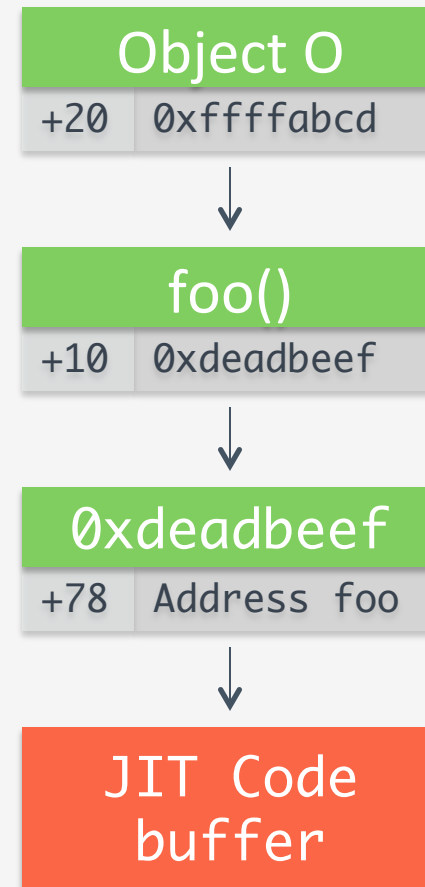 Object O
+20 0xffffabcd
foo()
+10 0xdeadbeef
0xdeadbeef
+78 Address foo
JIT Code
buffer